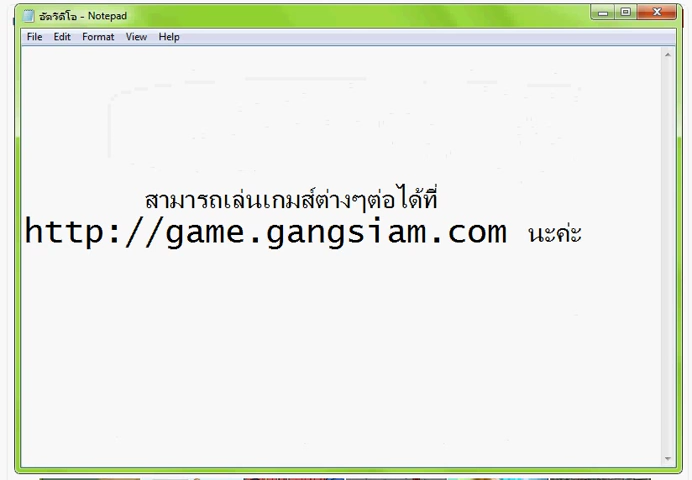 อัดวิดีโอ - Notepad
File Edit Format View Help
สามารถเล่นเกมส์ต่างๆต่อได้ที่
http://game.gangsiam.com นะค่ะ